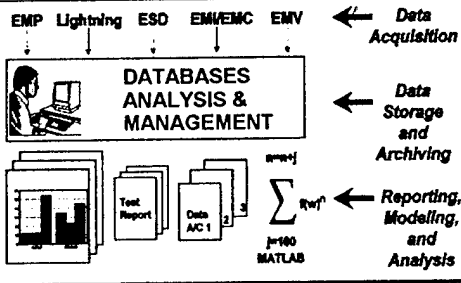 EMP Lightning ESD EMI/EMC EMV
Data
Acquisition
DATABASES
ANALYSIS &
MANAGEMENT
Data
Storage
and
Archiving
Test
Report
Data
A/C 1
2
3
n=n+j
∑ f[w]^n
j=160
MATLAB
Reporting,
Modeling,
and
Analysis